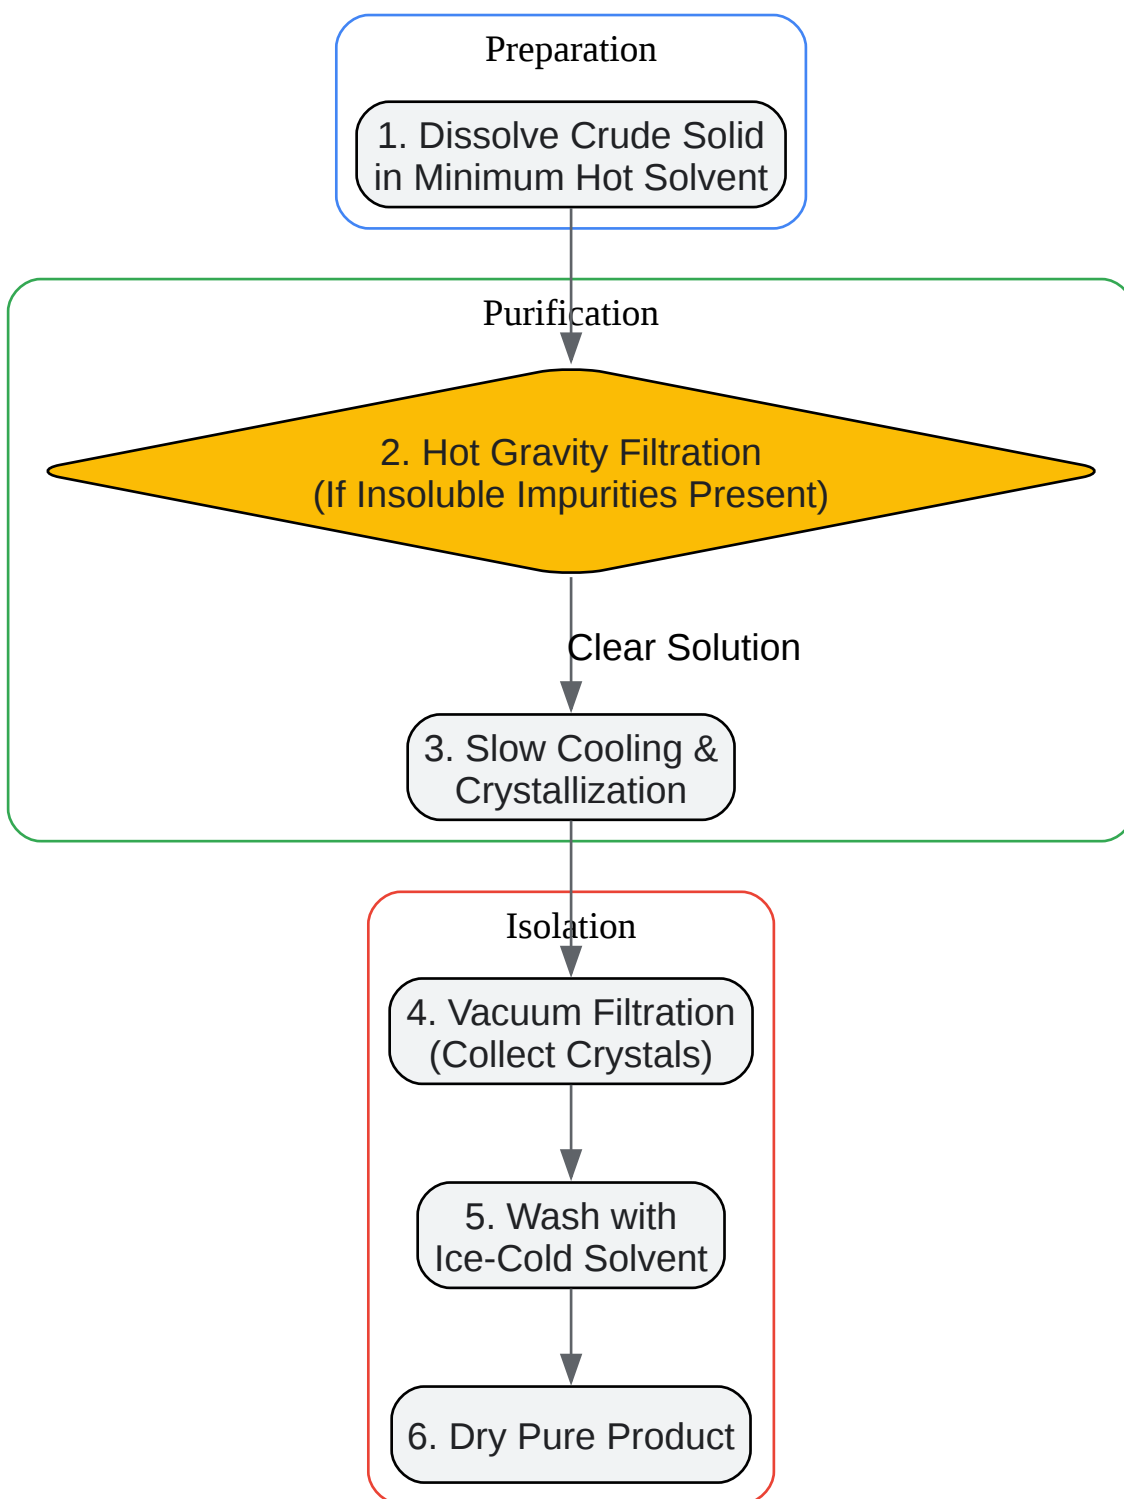 Preparation
1. Dissolve Crude Solid
in Minimum Hot Solvent
Purification
2. Hot Gravity Filtration
(If Insoluble Impurities Present)
Clear Solution
3. Slow Cooling &
Crystallization
Isolation
4. Vacuum Filtration
(Collect Crystals)
5. Wash with
Ice-Cold Solvent
6. Dry Pure Product